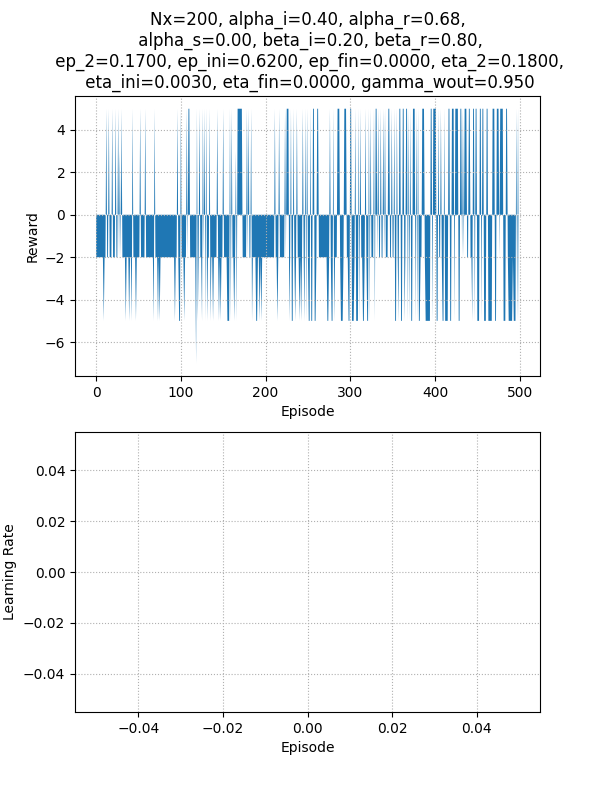 Nx=200, alpha_i=0.40, alpha_r=0.68,
alpha_s=0.00, beta_i=0.20, beta_r=0.80,
ep_2=0.1700, ep_ini=0.6200, ep_fin=0.0000, eta_2=0.1800,
eta_ini=0.0030, eta_fin=0.0000, gamma_wout=0.950
4
2
0
−2
−4
−6
Reward
0 100 200 300 400 500
Episode
0.04
0.02
0.00
−0.02
−0.04
Learning Rate
−0.04 −0.02 0.00 0.02 0.04
Episode